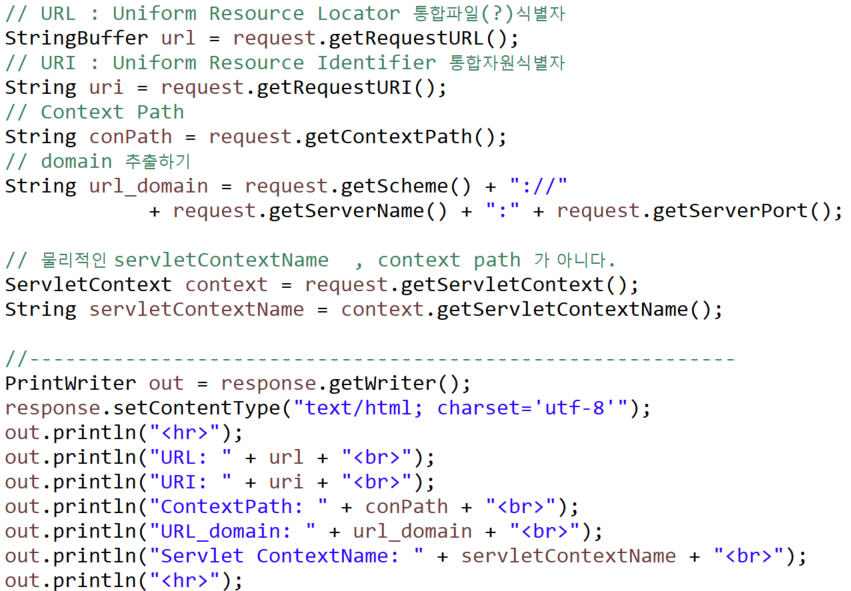 // URL : Uniform Resource Locator 통합파일(?)식별자
StringBuffer url = request.getRequestURL();
// URI : Uniform Resource Identifier 통합자원식별자
String uri = request.getRequestURI();
// Context Path
String conPath = request.getContextPath();
// domain 추출하기
String url_domain = request.getScheme() + "://"
            + request.getServerName() + ":" + request.getServerPort();

// 물리적인 servletContextName  , context path 가 아니다.
ServletContext context = request.getServletContext();
String servletContextName = context.getServletContextName();

//-----------------------------------------------------------
PrintWriter out = response.getWriter();
response.setContentType("text/html; charset='utf-8'");
out.println("<hr>");
out.println("URL: " + url + "<br>");
out.println("URI: " + uri + "<br>");
out.println("ContextPath: " + conPath + "<br>");
out.println("URL_domain: " + url_domain + "<br>");
out.println("Servlet ContextName: " + servletContextName + "<br>");
out.println("<hr>");